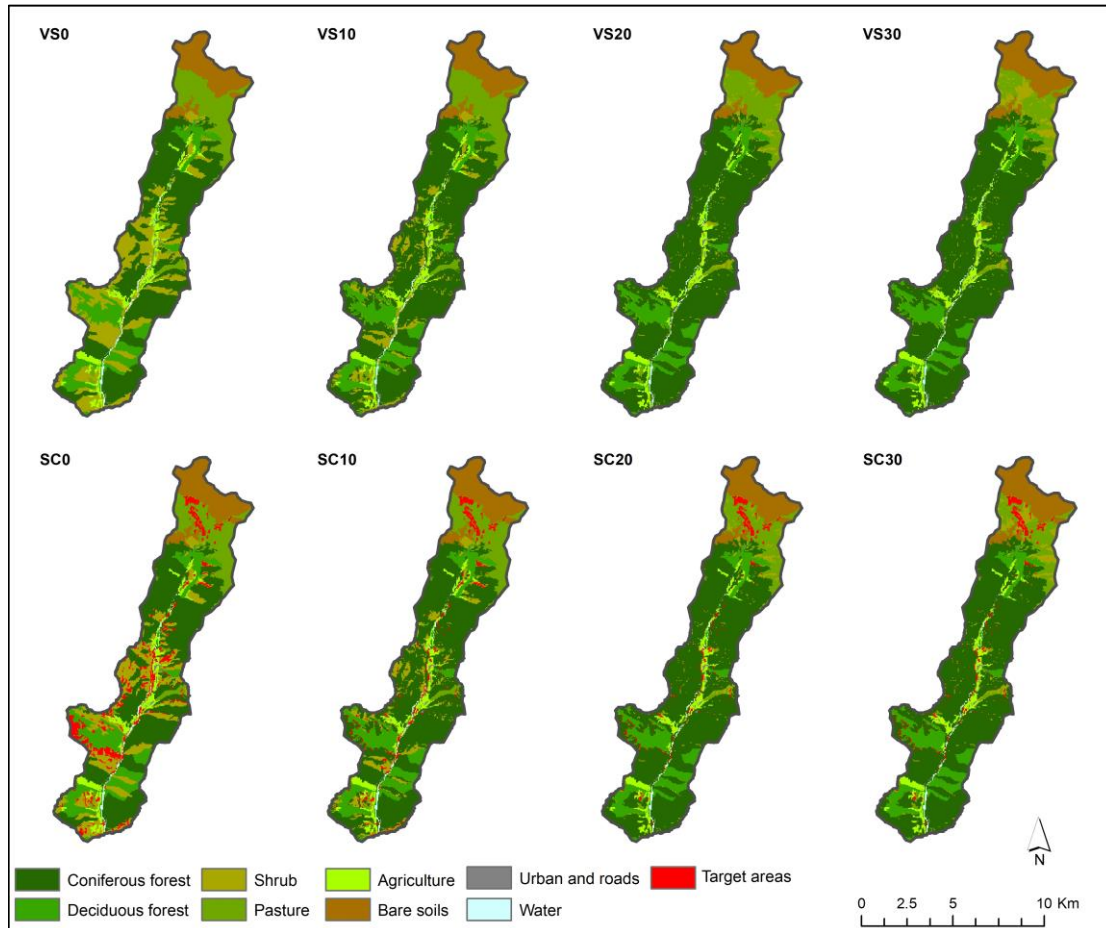 VS0 VS10 VS20 VS30
SC0 SC10 SC20 SC30
N
Coniferous forest Shrub Agriculture Urban and roads Target areas
Deciduous forest Pasture Bare soils Water
0 2.5 5 10 Km